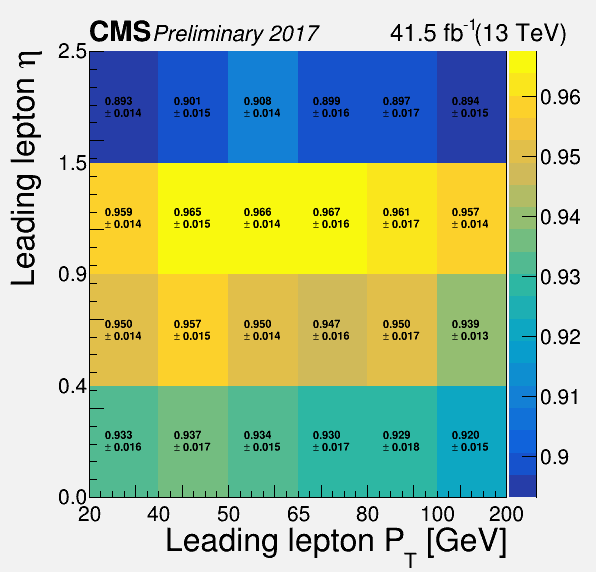 CMS Preliminary 2017 41.5 fb-1(13 TeV)
Leading lepton η
2.5
1.5
0.9
0.4
0.0
0.893 0.901 0.908 0.899 0.897 0.894
± 0.014 ± 0.015 ± 0.014 ± 0.016 ± 0.017 ± 0.015
0.959 0.965 0.966 0.967 0.961 0.957
± 0.014 ± 0.015 ± 0.014 ± 0.016 ± 0.017 ± 0.014
0.950 0.957 0.950 0.947 0.950 0.939
± 0.014 ± 0.015 ± 0.014 ± 0.016 ± 0.017 ± 0.013
0.933 0.937 0.934 0.930 0.929 0.920
± 0.016 ± 0.017 ± 0.015 ± 0.017 ± 0.018 ± 0.015
20 40 50 65 80 100 200
Leading lepton PT [GeV]
0.96
0.95
0.94
0.93
0.92
0.91
0.9